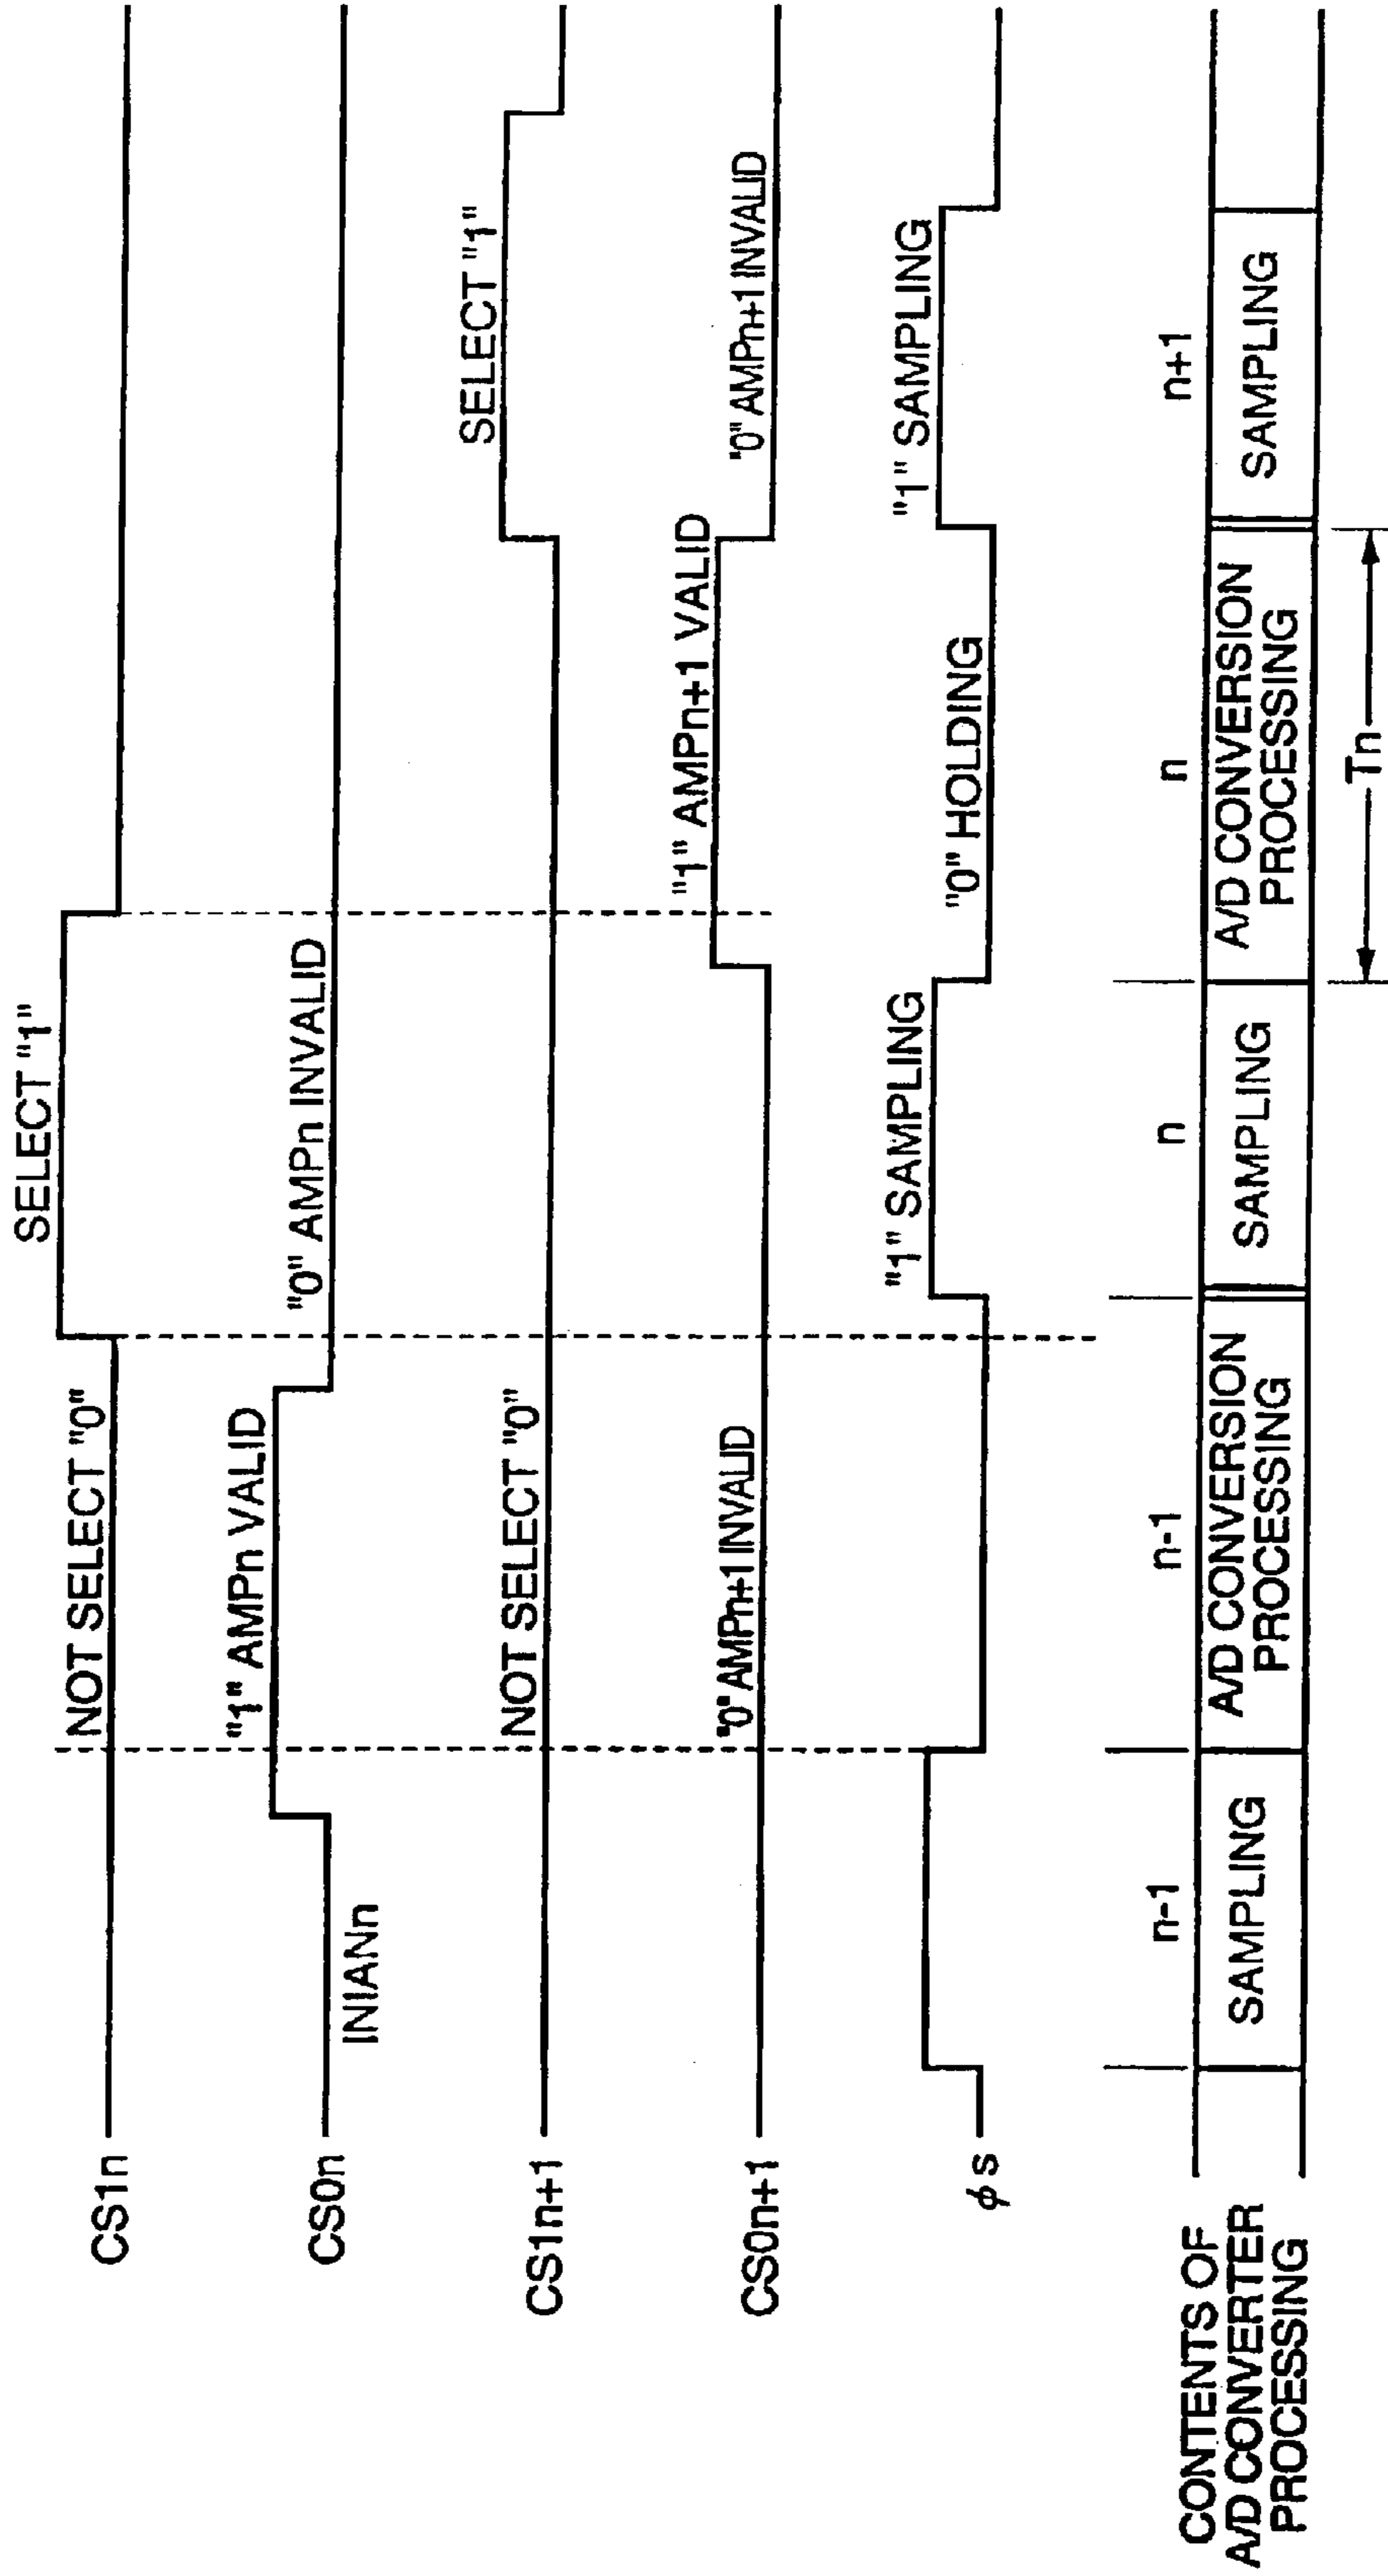 CS1n
NOT SELECT "0"
SELECT "1"
CS0n
INIANn
"1" AMPn VALID
"0" AMPn INVALID
CS1n+1
NOT SELECT "0"
SELECT "1"
CS0n+1
"0" AMPn+1 INVALID
"1" AMPn+1 VALID
"0" AMPn+1 INVALID
ϕs
"1" SAMPLING
"0" HOLDING
"1" SAMPLING
n-1
n-1
n
n
n+1
CONTENTS OF
A/D CONVERTER
PROCESSING
SAMPLING
A/D CONVERSION
PROCESSING
SAMPLING
A/D CONVERSION
PROCESSING
SAMPLING
Tn